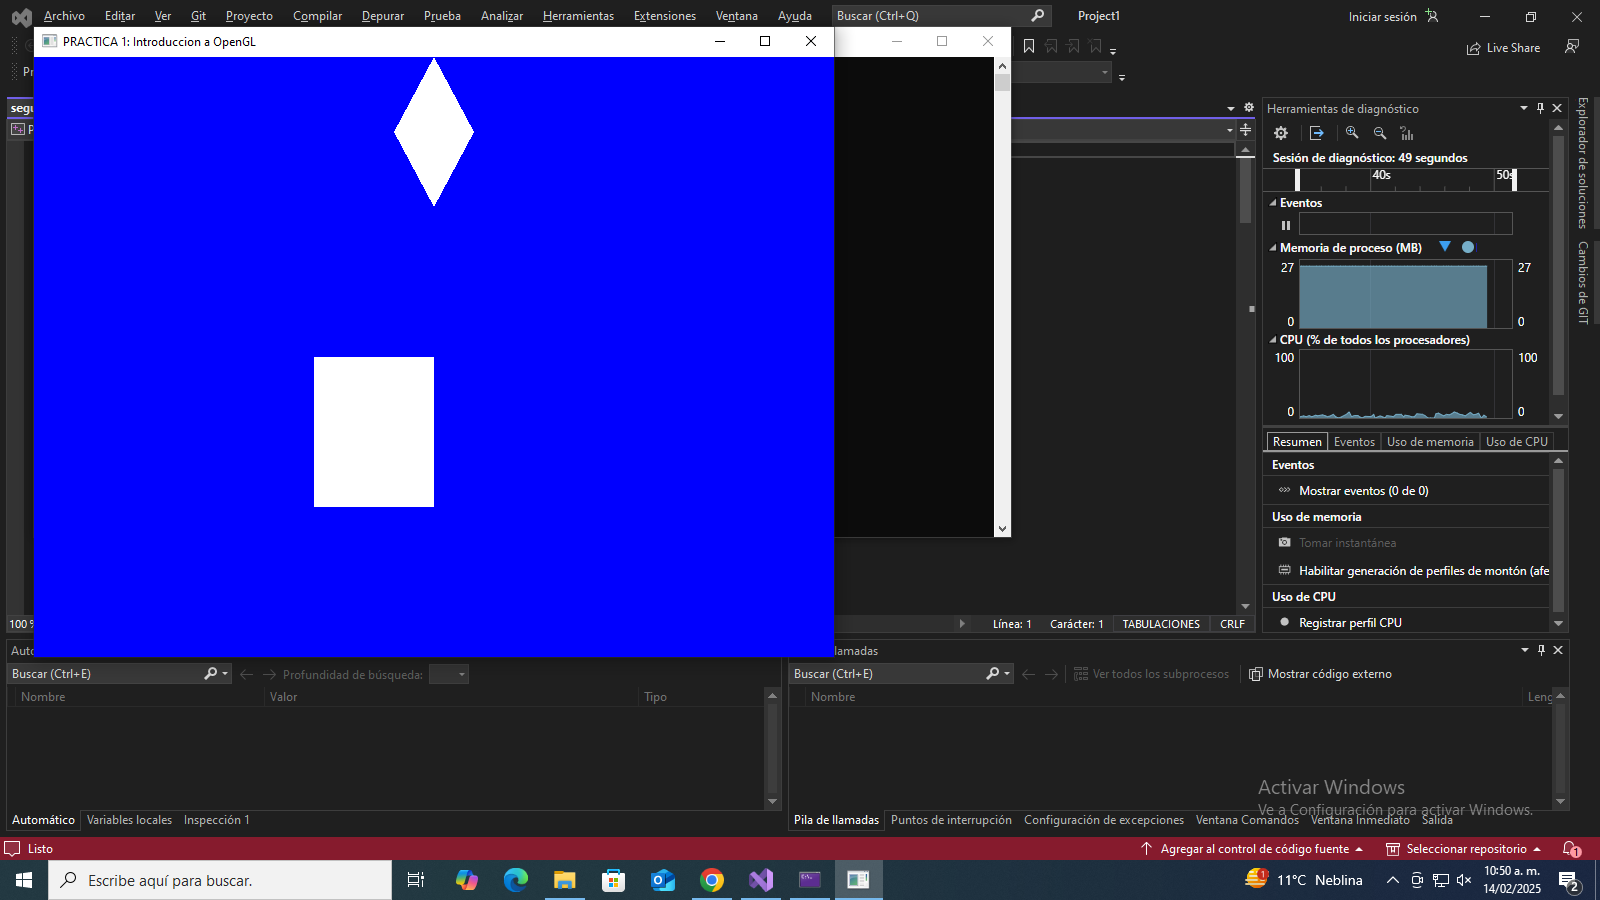 Archivo Editar Ver Git Proyecto Compilar Depurar Prueba Analizar Herramientas Extensiones Ventana Ayuda Buscar (Ctrl+Q) Project1 Iniciar sesión
PRACTICA 1: Introduccion a OpenGL
Live Share
Herramientas de diagnóstico
Sesión de diagnóstico: 49 segundos
40s 50s
Eventos
Memoria de proceso (MB)
27 27
0 0
CPU (% de todos los procesadores)
100 100
0 0
Resumen Eventos Uso de memoria Uso de CPU
Eventos
Mostrar eventos (0 de 0)
Uso de memoria
Tomar instantánea
Habilitar generación de perfiles de montón (afe
Uso de CPU
Registrar perfil CPU
Explorador de soluciones
Cambios de GIT
100 % Línea: 1 Carácter: 1 TABULACIONES CRLF
lamadas
Buscar (Ctrl+E) Profundidad de búsqueda:
Nombre Valor Tipo
Buscar (Ctrl+E) Ver todos los subprocesos Mostrar código externo
Nombre Leng
Activar Windows
Ve a Configuración para activar Windows.
Automático Variables locales Inspección 1
Pila de llamadas Puntos de interrupción Configuración de excepciones Ventana Comandos Ventana Inmediato Salida
Listo Agregar al control de código fuente Seleccionar repositorio 1
Escribe aquí para buscar. 1 11°C Neblina 10:50 a. m.
14/02/2025 2